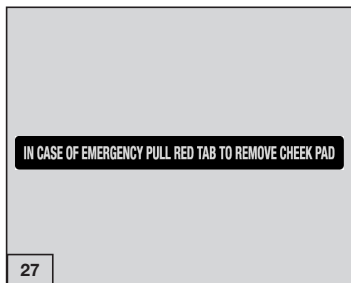 IN CASE OF EMERGENCY PULL RED TAB TO REMOVE CHEEK PAD
27